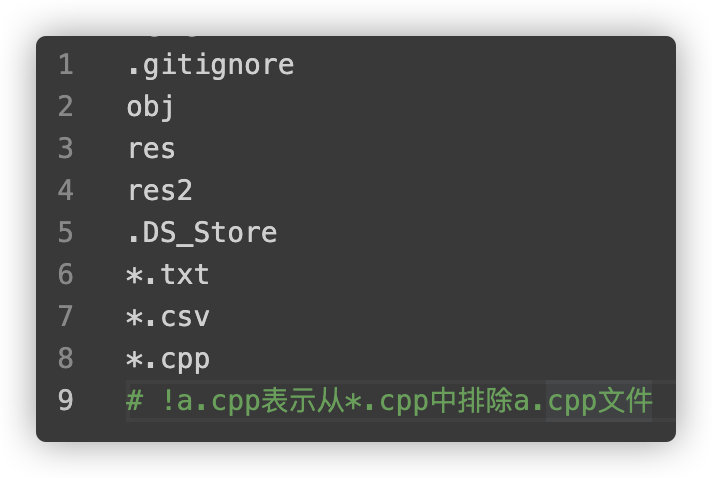 1 .gitignore
2 obj
3 res
4 res2
5 .DS_Store
6 *.txt
7 *.csv
8 *.cpp
9 # !a.cpp表示从*.cpp中排除a.cpp文件